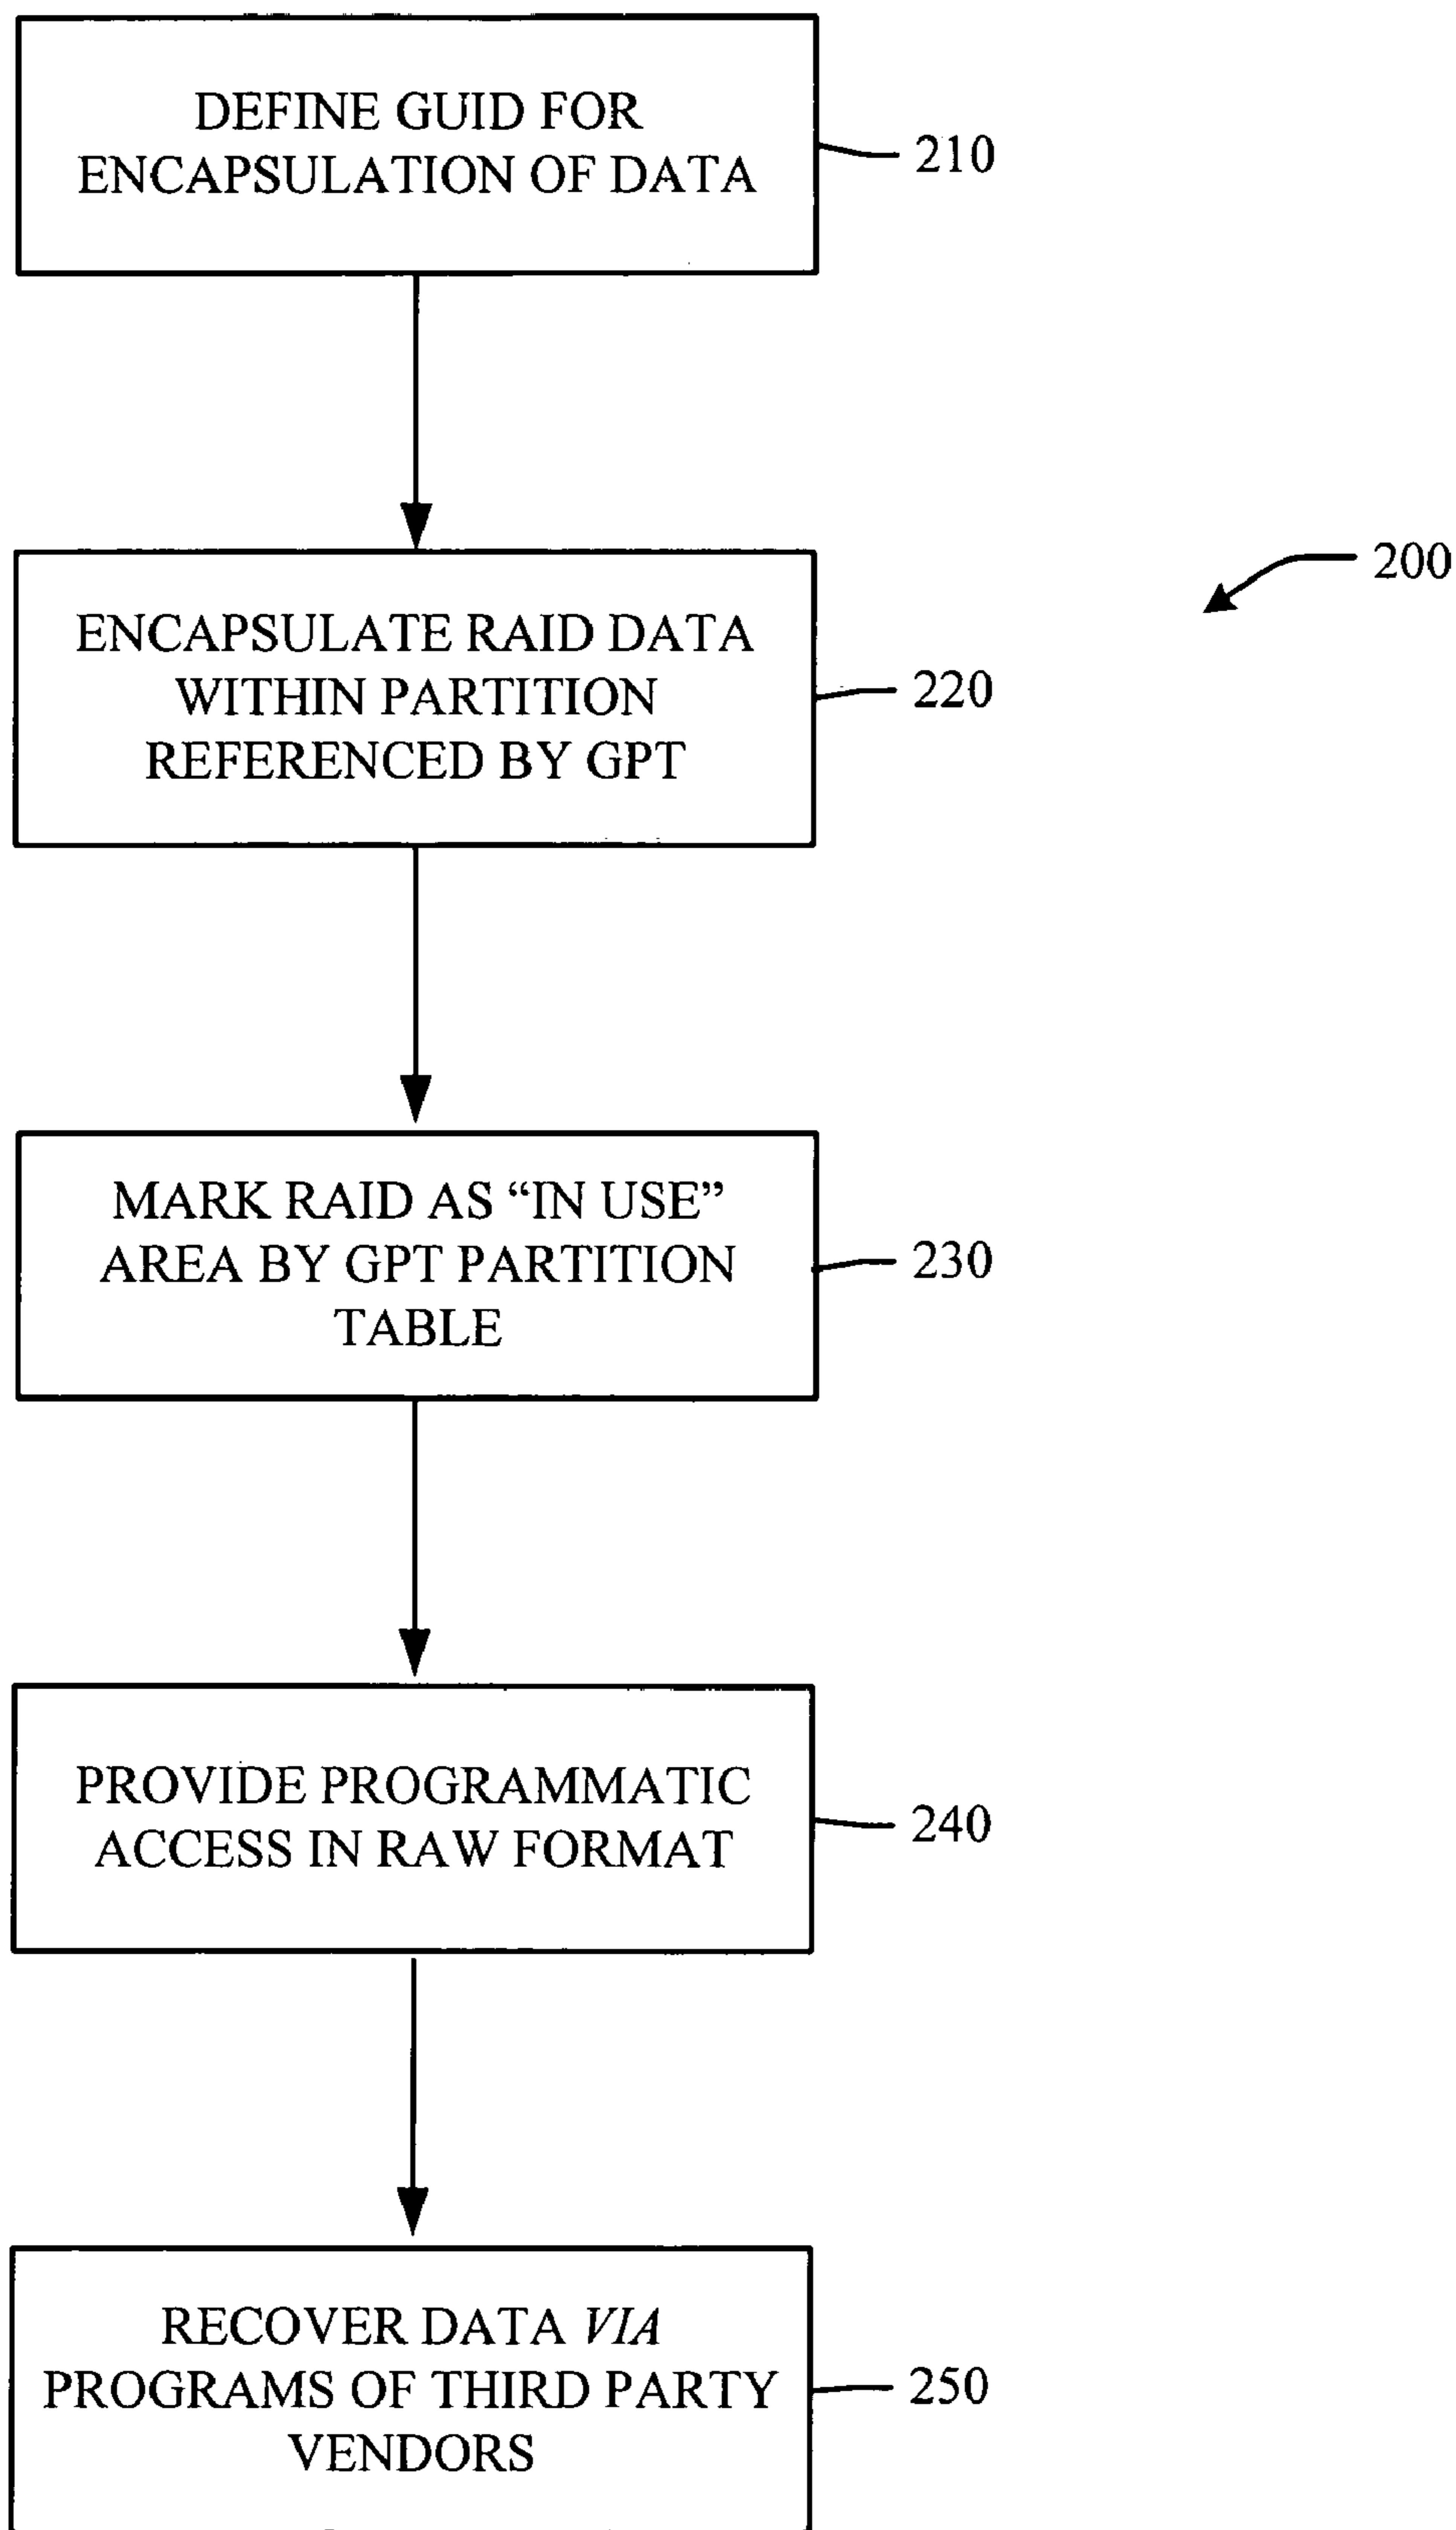 DEFINE GUID FOR
ENCAPSULATION OF DATA
210
200
ENCAPSULATE RAID DATA
WITHIN PARTITION
REFERENCED BY GPT
220
MARK RAID AS “IN USE”
AREA BY GPT PARTITION
TABLE
230
PROVIDE PROGRAMMATIC
ACCESS IN RAW FORMAT
240
RECOVER DATA VIA
PROGRAMS OF THIRD PARTY
VENDORS
250